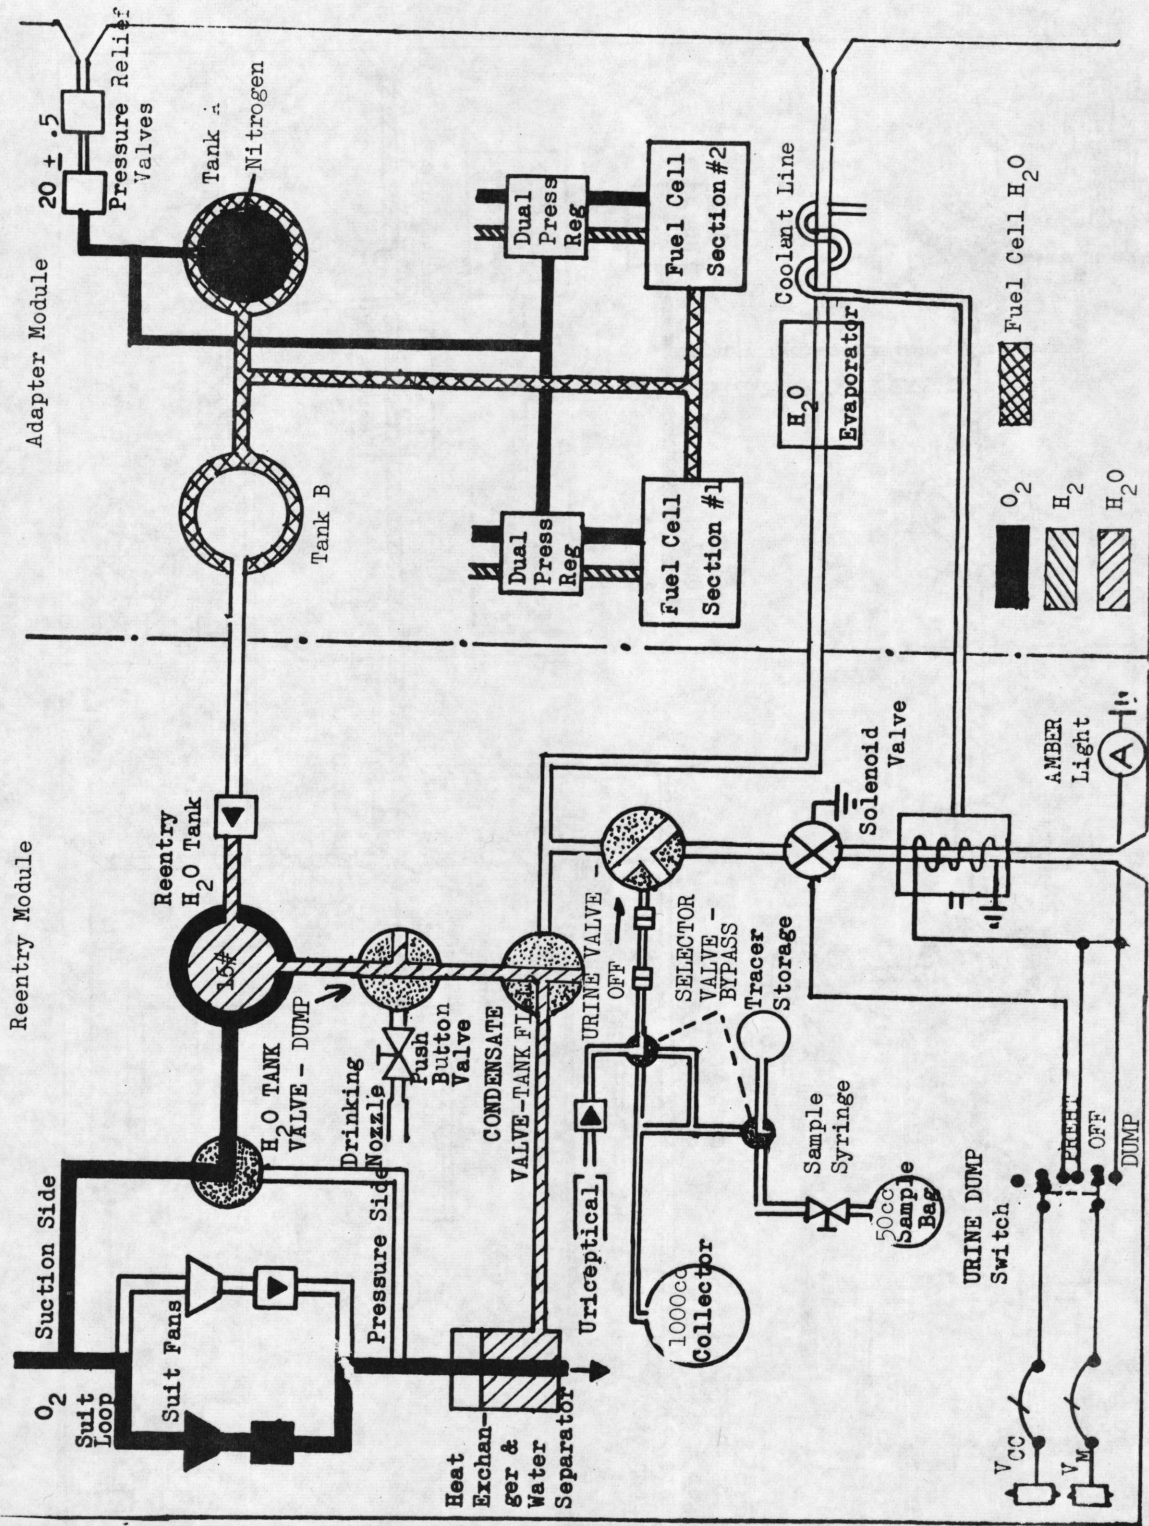 Reentry Module
Adapter Module
O2
Suit
Loop
Suction Side
Suit Fans
Pressure Side
Heat
Exchan-
ger &
Water
Separator
H2O TANK
VALVE - DUMP
Drinking
Nozzle
Push
Button
Valve
CONDENSATE
VALVE-TANK
Reentry
H2O Tank
15#
Tank B
Tank A
Nitrogen
20 ± .5
Pressure Relief
Valves
Dual
Press
Reg
Fuel Cell
Section #1
Dual
Press
Reg
Fuel Cell
Section #2
URINE VALVE -
OFF
SELECTOR
VALVE -
BYPASS
Tracer
Storage
Uriceptical
1000cc
Collector
Sample
Syringe
50cc
Sample
Bag
Solenoid
Valve
H2O
Evaporator
Coolant Line
AMBER
Light
A
URINE DUMP
Switch
PREHT
OFF
DUMP
VCC
VM
O2
H2
H2O
Fuel Cell H2O